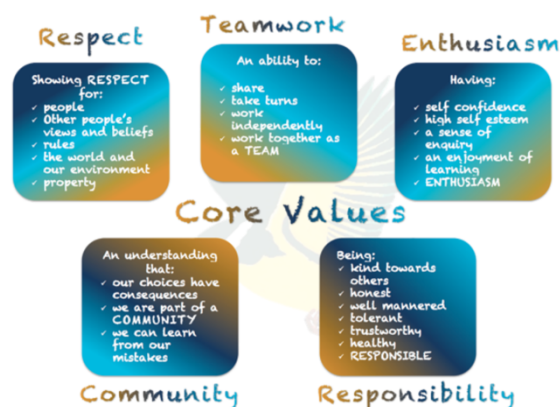 Respect
Showing RESPECT
for:
✓ people
✓ Other people's
views and beliefs
✓ rules
✓ the world and
our environment
✓ property
Teamwork
An ability to:
✓ share
✓ take turns
✓ work
independently
✓ work together as
a TEAM
Enthusiasm
Having:
✓ self confidence
✓ high self esteem
✓ a sense of
enquiry
✓ an enjoyment of
learning
✓ ENTHUSIASM
Core Values
An understanding
that:
✓ our choices have
consequences
✓ we are part of a
COMMUNITY
✓ we can learn
from our
mistakes
Community
Being:
✓ kind towards
others
✓ honest
✓ well mannered
✓ tolerant
✓ trustworthy
✓ healthy
✓ RESPONSIBLE
Responsibility